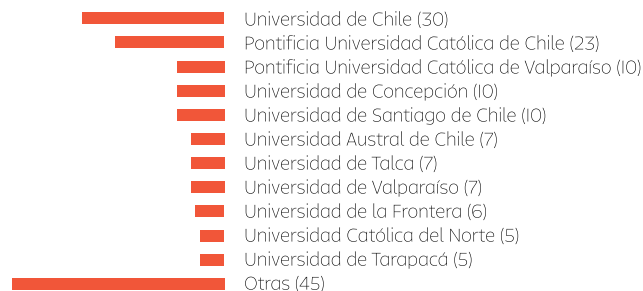 Universidad de Chile (30)
Pontificia Universidad Católica de Chile (23)
Pontificia Universidad Católica de Valparaíso (10)
Universidad de Concepción (10)
Universidad de Santiago de Chile (10)
Universidad Austral de Chile (7)
Universidad de Talca (7)
Universidad de Valparaíso (7)
Universidad de la Frontera (6)
Universidad Católica del Norte (5)
Universidad de Tarapacá (5)
Otras (45)